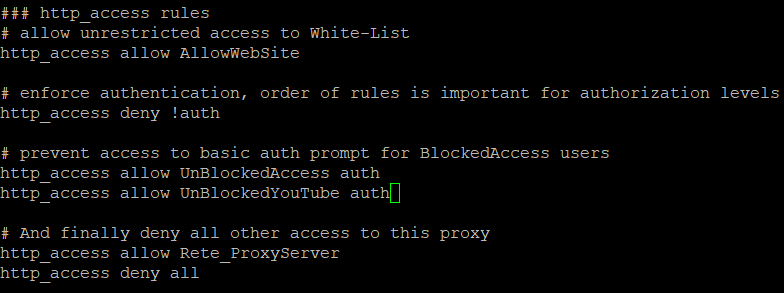 ### http_access rules
# allow unrestricted access to White-List
http_access allow AllowWebSite
# enforce authentication, order of rules is important for authorization levels
http_access deny !auth
# prevent access to basic auth prompt for BlockedAccess users
http_access allow UnBlockedAccess auth
http_access allow UnBlockedYouTube auth
# And finally deny all other access to this proxy
http_access allow Rete_ProxyServer
http_access deny all